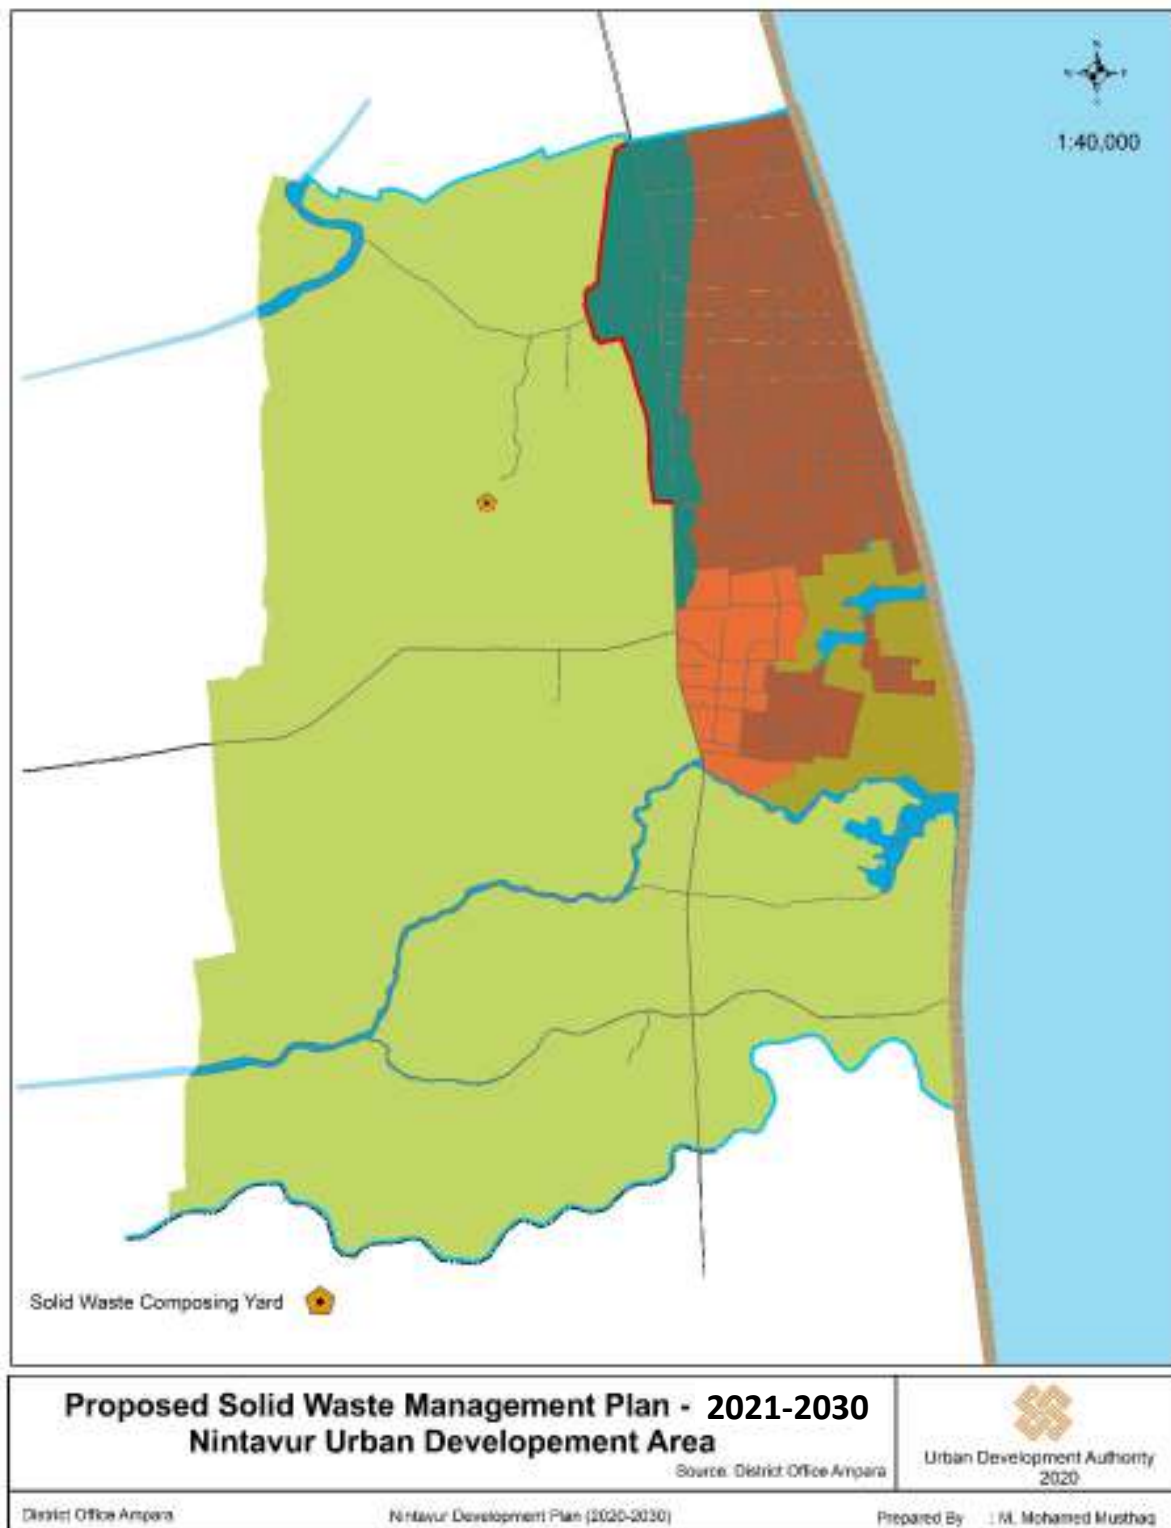 1:40,000
Solid Waste Composing Yard
Proposed Solid Waste Management Plan - 2021-2030
Nintavur Urban Developement Area
Source: District Office Ampara
Urban Development Authority
2020
District Office Ampara
Nintavur Development Plan (2020-2030)
Prepared By : M. Mohamed Musthaq